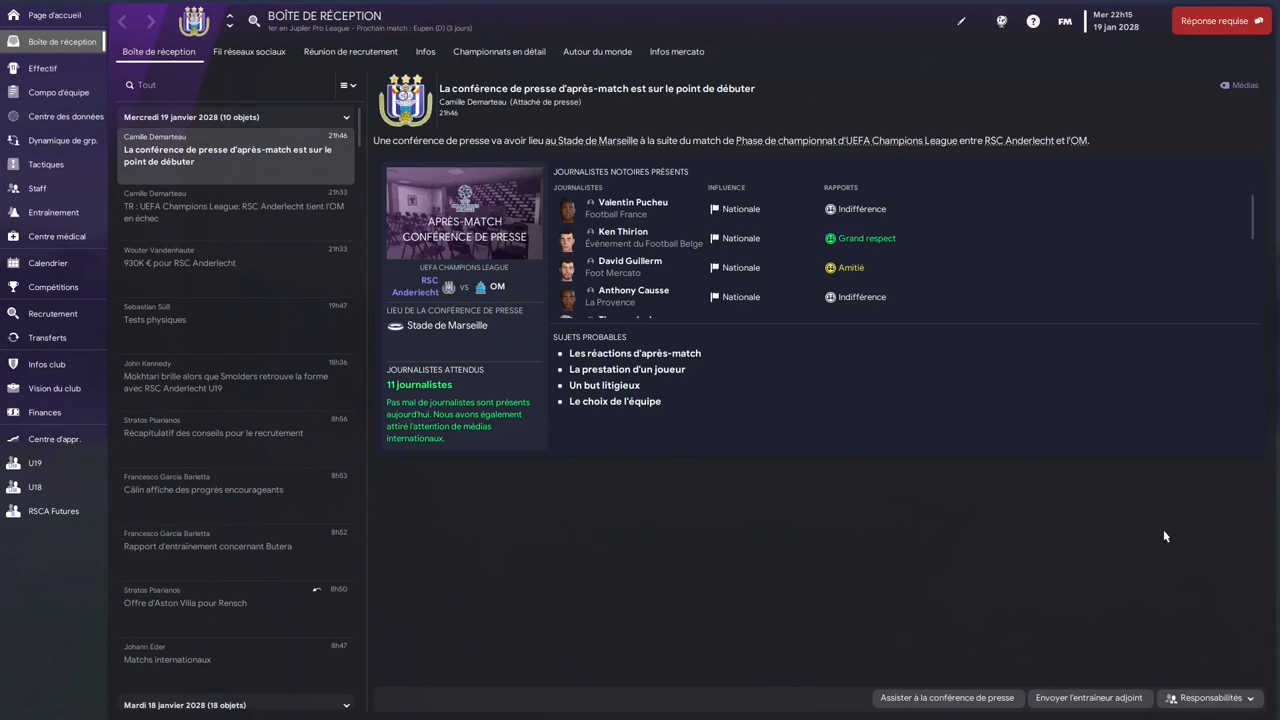 Page d'accueil
Boîte de réception
Effectif
Compo d'équipe
Centre des données
Dynamique de grp.
Tactiques
Staff
Entraînement
Centre médical
Calendrier
Compétitions
Recrutement
Transferts
Infos club
Vision du club
Finances
Centre d'appr.
U19
U18
RSCA Futures
BOÎTE DE RÉCEPTION
1er en Jupiler Pro League - Prochain match : Eupen (D) (3 jours)
FM
Mer 22h15
19 jan 2028
Réponse requise
Boîte de réception
Fil réseaux sociaux
Réunion de recrutement
Infos
Championnats en détail
Autour du monde
Infos mercato
Tout
Mercredi 19 janvier 2028 (10 objets)
Camille Demarteau 21h46
La conférence de presse d'après-match est sur le
point de débuter
Camille Demarteau 21h33
TR : UEFA Champions League: RSC Anderlecht tient l'OM
en échec
Wouter Vandenhaute 21h33
930K € pour RSC Anderlecht
Sebastian Süß 19h47
Tests physiques
John Kennedy 18h36
Mokhtari brille alors que Smolders retrouve la forme
avec RSC Anderlecht U19
Stratos Psarianos 8h56
Récapitulatif des conseils pour le recrutement
Francesco Garcia Barletta 8h53
Câlin affiche des progrès encourageants
Francesco Garcia Barletta 8h52
Rapport d'entraînement concernant Butera
Stratos Psarianos 8h50
Offre d'Aston Villa pour Rensch
Johann Eder 8h47
Matchs internationaux
Mardi 18 janvier 2028 (18 objets)
La conférence de presse d'après-match est sur le point de débuter
Camille Demarteau (Attaché de presse)
21h46
Médias
Une conférence de presse va avoir lieu au Stade de Marseille à la suite du match de Phase de championnat d'UEFA Champions League entre RSC Anderlecht et l'OM.
APRÈS-MATCH
CONFÉRENCE DE PRESSE
UEFA CHAMPIONS LEAGUE
RSC
Anderlecht VS OM
LIEU DE LA CONFÉRENCE DE PRESSE
Stade de Marseille
JOURNALISTES ATTENDUS
11 journalistes
Pas mal de journalistes sont présents
aujourd'hui. Nous avons également
attiré l'attention de médias
internationaux.
JOURNALISTES NOTOIRES PRÉSENTS
JOURNALISTES INFLUENCE RAPPORTS
Valentin Pucheu
Football France
Nationale Indifférence
Ken Thirion
Événement du Football Belge
Nationale Grand respect
David Guillerm
Foot Mercato
Nationale Amitié
Anthony Causse
La Provence
Nationale Indifférence
SUJETS PROBABLES
Les réactions d'après-match
La prestation d'un joueur
Un but litigieux
Le choix de l'équipe
Assister à la conférence de presse
Envoyer l'entraîneur adjoint
Responsabilités